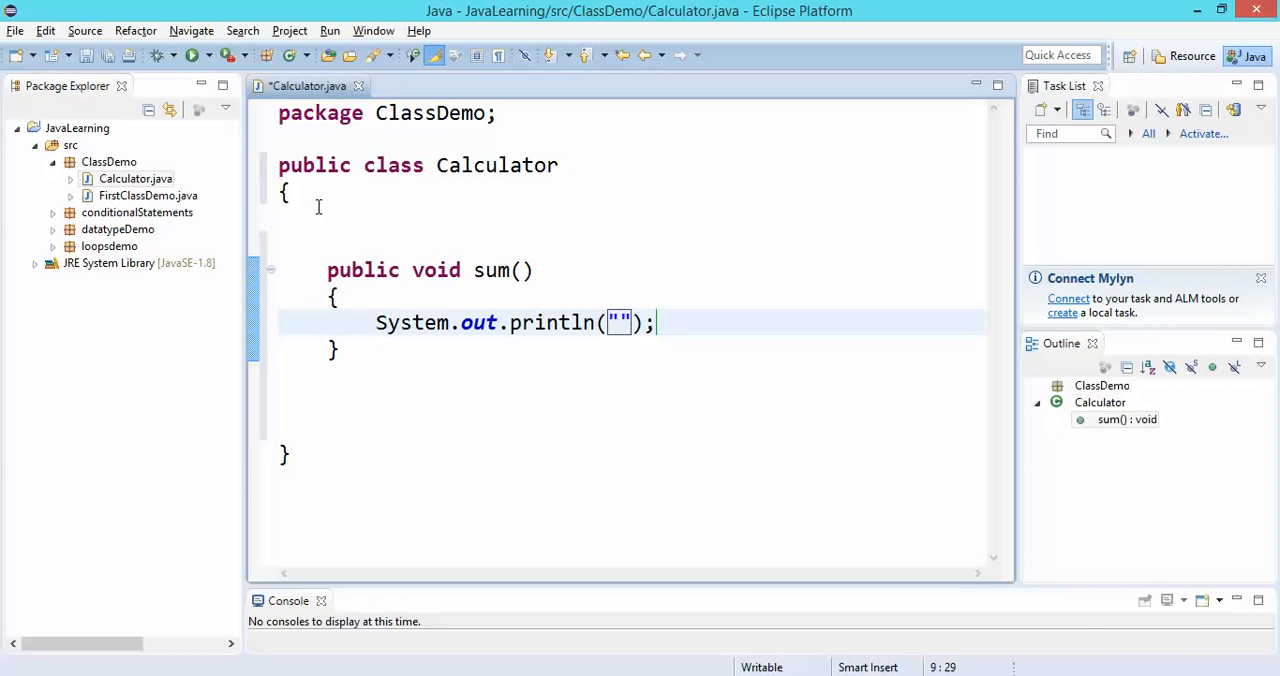 Java - JavaLearning/src/ClassDemo/Calculator.java - Eclipse Platform
File Edit Source Refactor Navigate Search Project Run Window Help
Quick Access
Resource
Java
Package Explorer
JavaLearning
src
ClassDemo
Calculator.java
FirstClassDemo.java
conditionalStatements
datatypeDemo
loopsdemo
JRE System Library [JavaSE-1.8]
*Calculator.java
package ClassDemo;
public class Calculator
{
public void sum()
{
System.out.println("");
}
}
Task List
Find
All
Activate...
Connect Mylyn
Connect to your task and ALM tools or
create a local task.
Outline
ClassDemo
Calculator
sum() : void
Console
No consoles to display at this time.
Writable
Smart Insert
9 : 29